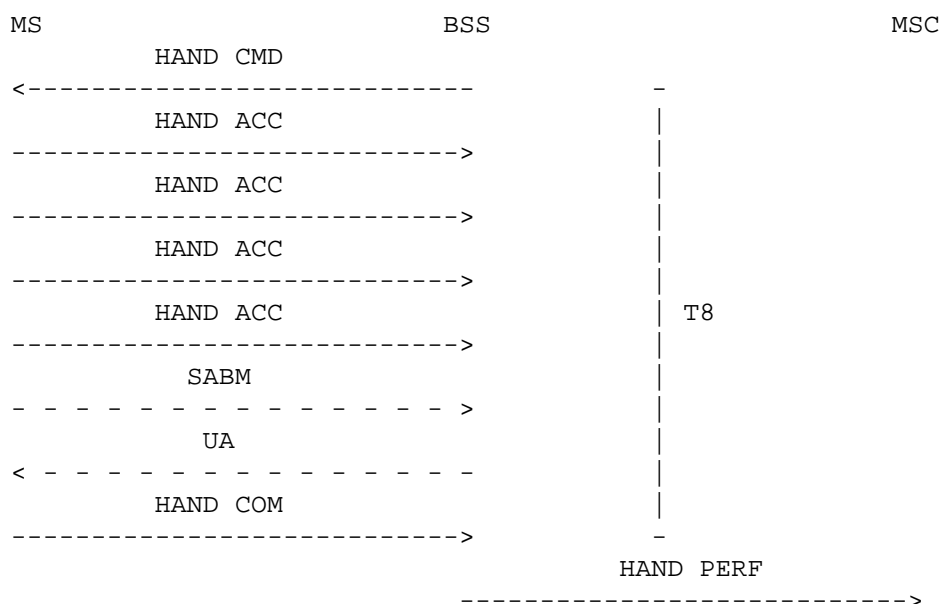 MS BSS MSC
HAND CMD
HAND ACC
HAND ACC
HAND ACC
HAND ACC
T8
SABM
UA
HAND COM
HAND PERF